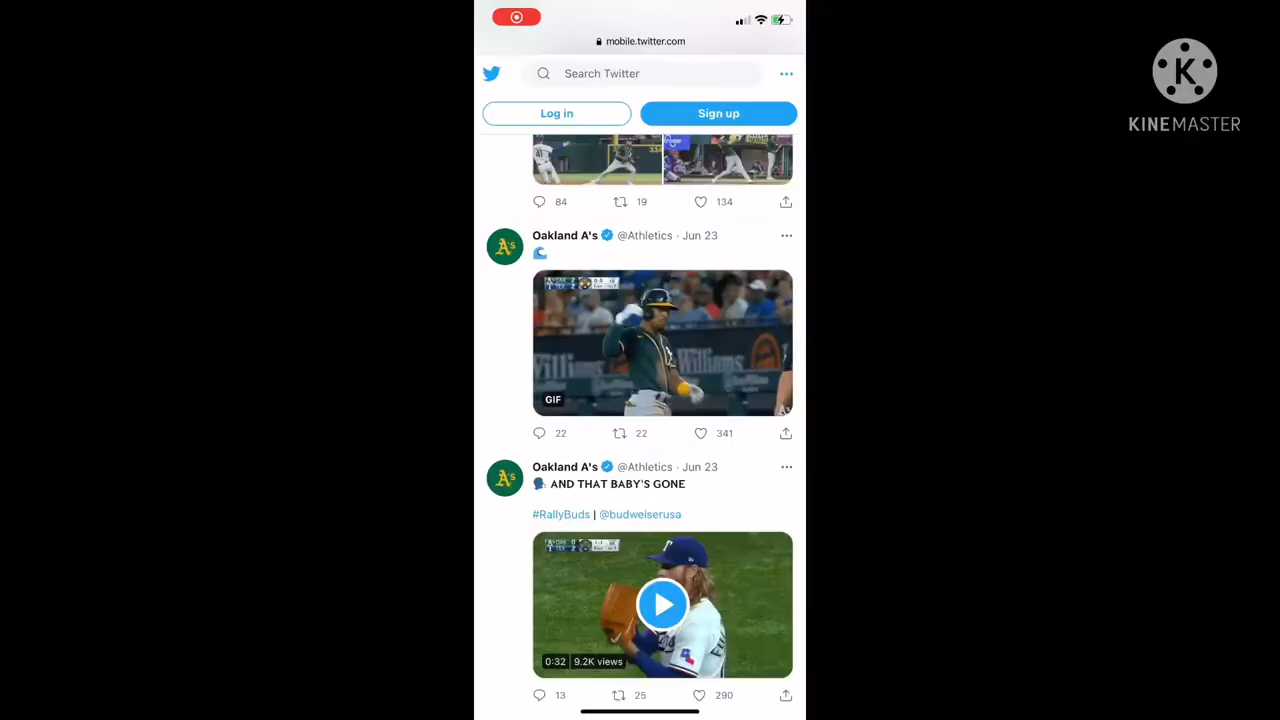 mobile.twitter.com
Search Twitter
Log in
Sign up
84 19 134
Oakland A's @Athletics · Jun 23
🌊
Williams
Williams
GIF
22 22 341
Oakland A's @Athletics · Jun 23
🗣️ AND THAT BABY'S GONE
#RallyBuds | @budweiserusa
0:32 9.2K views
13 25 290
K
KINEMASTER